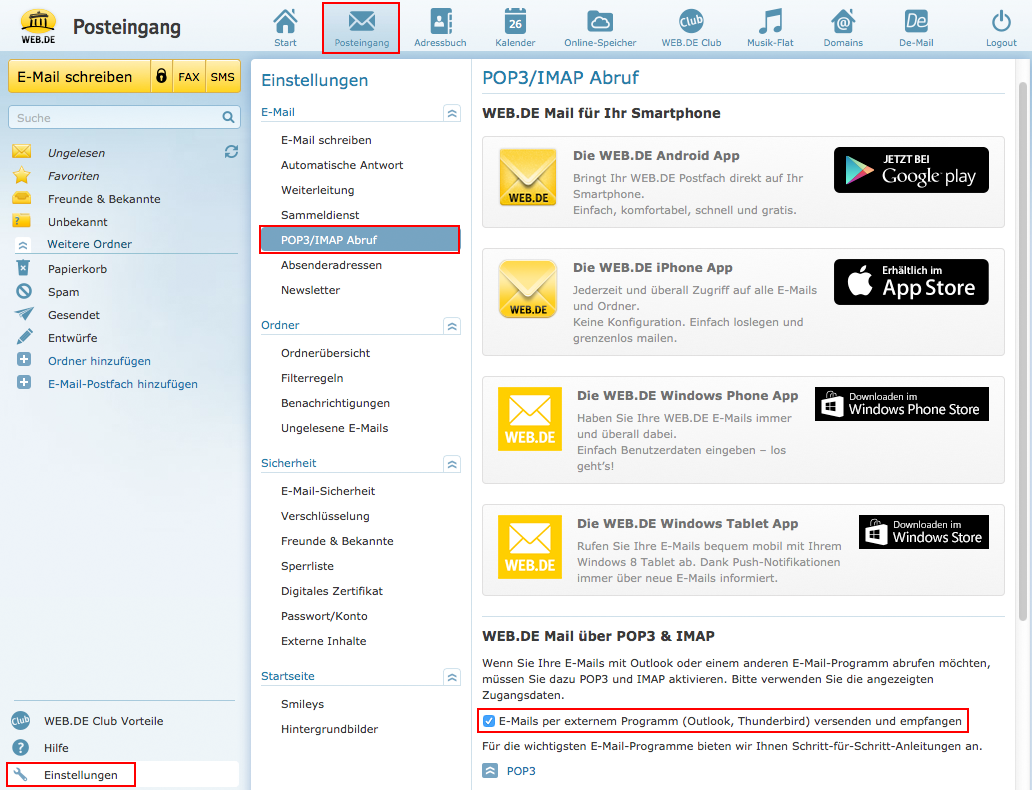 WEB.DE
Posteingang
Start
Posteingang
Adressbuch
26
Kalender
Online-Speicher
Club
WEB.DE Club
Musik-Flat
@
Domains
De
De-Mail
Logout
E-Mail schreiben
FAX
SMS
Suche
Ungelesen
Favoriten
Freunde & Bekannte
?
Unbekannt
Weitere Ordner
Papierkorb
Spam
Gesendet
Entwürfe
Ordner hinzufügen
E-Mail-Postfach hinzufügen
Club
WEB.DE Club Vorteile
?
Hilfe
Einstellungen
Einstellungen
E-Mail
E-Mail schreiben
Automatische Antwort
Weiterleitung
Sammeldienst
POP3/IMAP Abruf
Absenderadressen
Newsletter
Ordner
Ordnerübersicht
Filterregeln
Benachrichtigungen
Ungelesene E-Mails
Sicherheit
E-Mail-Sicherheit
Verschlüsselung
Freunde & Bekannte
Sperrliste
Digitales Zertifikat
Passwort/Konto
Externe Inhalte
Startseite
Smileys
Hintergrundbilder
POP3/IMAP Abruf
WEB.DE Mail für Ihr Smartphone
WEB.DE
Die WEB.DE Android App
Bringt Ihr WEB.DE Postfach direkt auf Ihr
Smartphone.
Einfach, komfortabel, schnell und gratis.
JETZT BEI
Google play
WEB.DE
Die WEB.DE iPhone App
Jederzeit und überall Zugriff auf alle E-Mails
und Ordner.
Keine Konfiguration. Einfach loslegen und
grenzenlos mailen.
Erhältlich im
App Store
WEB.DE
Die WEB.DE Windows Phone App
Haben Sie Ihre WEB.DE E-Mails immer
und überall dabei.
Einfach Benutzerdaten eingeben – los
geht's!
Downloaden im
Windows Phone Store
WEB.DE
Die WEB.DE Windows Tablet App
Rufen Sie Ihre E-Mails bequem mobil mit Ihrem
Windows 8 Tablet ab. Dank Push-Notifikationen
immer über neue E-Mails informiert.
Downloaden im
Windows Store
WEB.DE Mail über POP3 & IMAP
Wenn Sie Ihre E-Mails mit Outlook oder einem anderen E-Mail-Programm abrufen möchten,
müssen Sie dazu POP3 und IMAP aktivieren. Bitte verwenden Sie die angezeigten
Zugangsdaten.
E-Mails per externem Programm (Outlook, Thunderbird) versenden und empfangen
Für die wichtigsten E-Mail-Programme bieten wir Ihnen Schritt-für-Schritt-Anleitungen an.
POP3